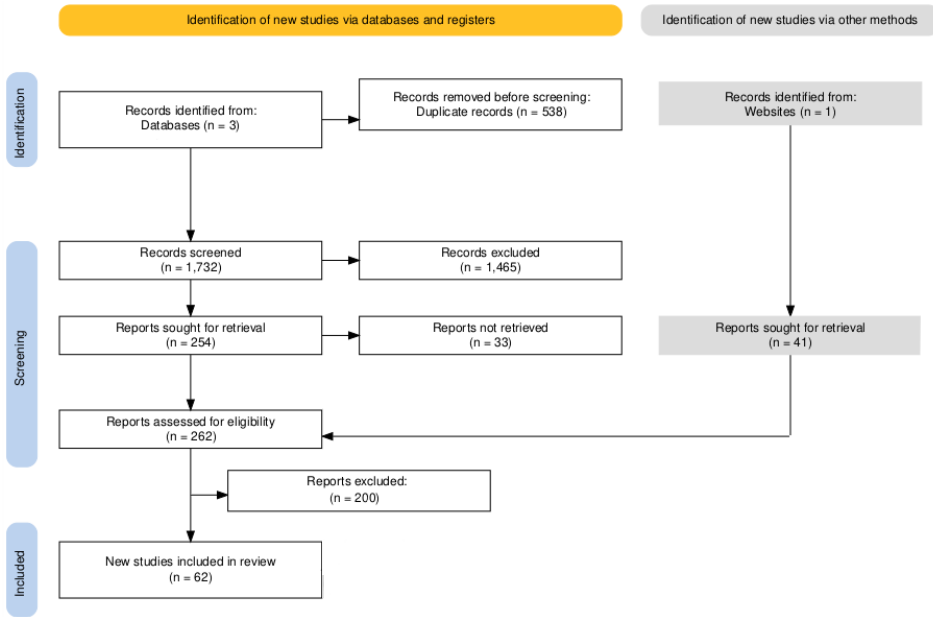 Identification of new studies via databases and registers
Identification of new studies via other methods
Identification
Records identified from:
Databases (n = 3)
Records removed before screening:
Duplicate records (n = 538)
Records identified from:
Websites (n = 1)
Screening
Records screened
(n = 1,732)
Records excluded
(n = 1,465)
Reports sought for retrieval
(n = 254)
Reports not retrieved
(n = 33)
Reports sought for retrieval
(n = 41)
Reports assessed for eligibility
(n = 262)
Reports excluded:
(n = 200)
Included
New studies included in review
(n = 62)